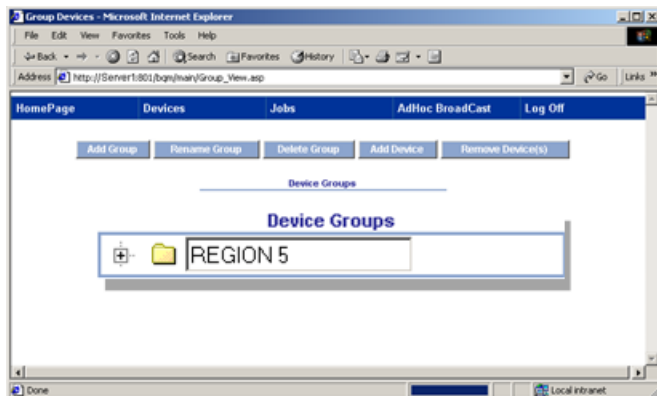 Group Devices - Microsoft Internet Explorer
File Edit View Favorites Tools Help
Back Search Favorites History
Address http://Server1:801/bqm/main/Group_View.asp Go Links »
HomePage Devices Jobs AdHoc BroadCast Log Off
Add Group Rename Group Delete Group Add Device Remove Device(s)
Device Groups
Device Groups
REGION 5
Done Local intranet